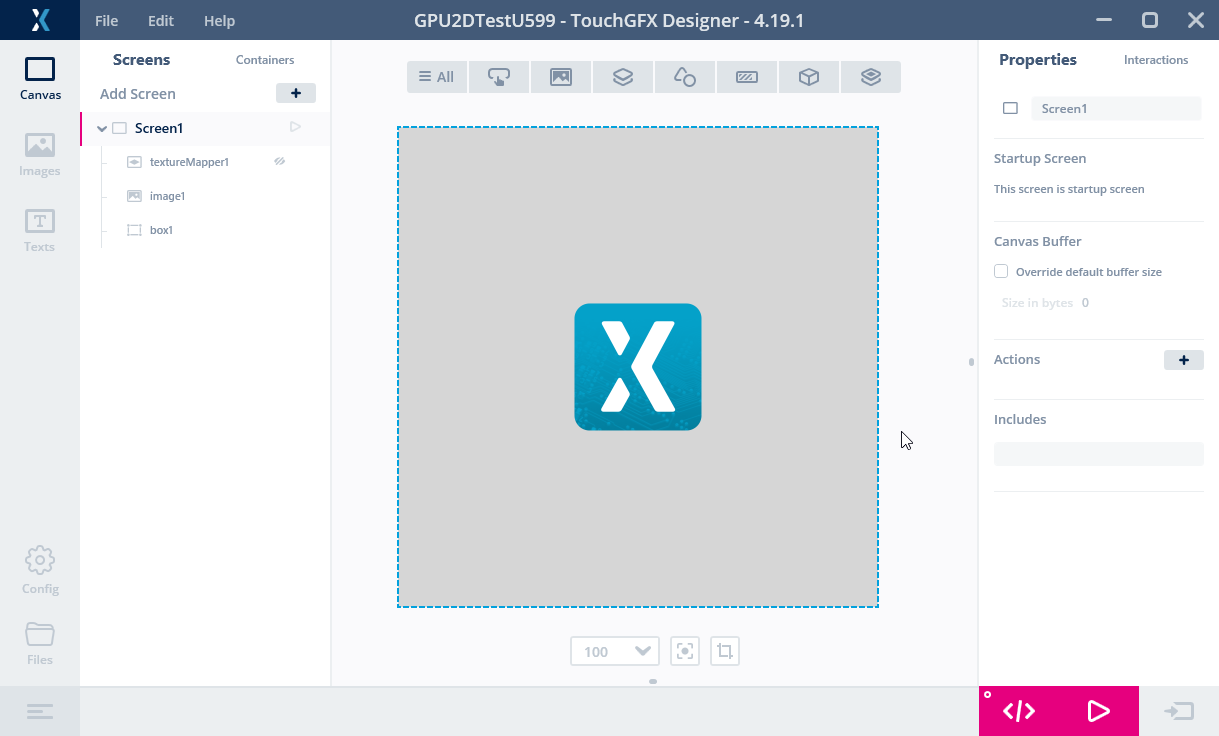 File Edit Help
GPU2DTestU599 - TouchGFX Designer - 4.19.1
Canvas
Images
Texts
Config
Files
Screens Containers
Add Screen
Screen1
textureMapper1
image1
box1
All
100
Properties Interactions
Screen1
Startup Screen
This screen is startup screen
Canvas Buffer
Override default buffer size
Size in bytes 0
Actions
Includes